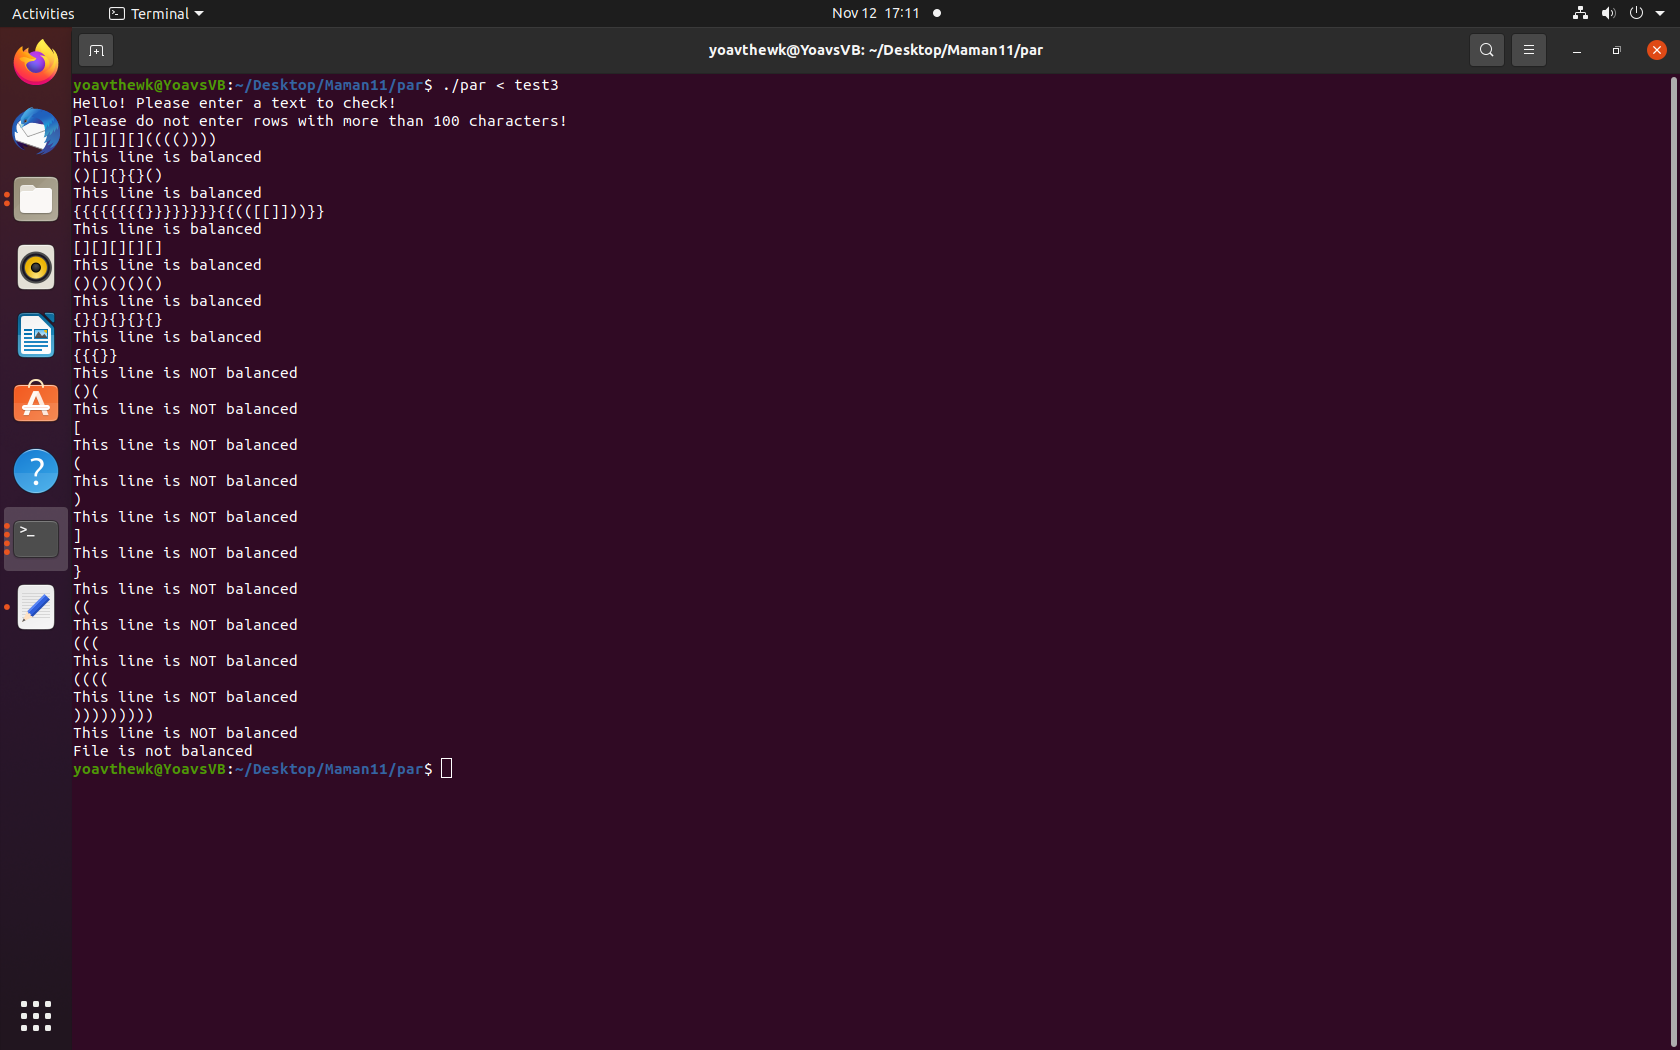 Activities Terminal Nov 12 17:11
yoavthewk@YoavsVB: ~/Desktop/Maman11/par
yoavthewk@YoavsVB:~/Desktop/Maman11/par$ ./par < test3
Hello! Please enter a text to check!
Please do not enter rows with more than 100 characters!
[][][][](((())))
This line is balanced
()[]{}{}()
This line is balanced
{{{{{{{{}}}}}}}}{{(([[]]))}}
This line is balanced
[][][][][]
This line is balanced
()()()()()
This line is balanced
{}{}{}{}{}
This line is balanced
{{{}}
This line is NOT balanced
()(
This line is NOT balanced
[
This line is NOT balanced
(
This line is NOT balanced
)
This line is NOT balanced
]
This line is NOT balanced
}
This line is NOT balanced
((
This line is NOT balanced
(((
This line is NOT balanced
((((
This line is NOT balanced
)))))))))
This line is NOT balanced
File is not balanced
yoavthewk@YoavsVB:~/Desktop/Maman11/par$